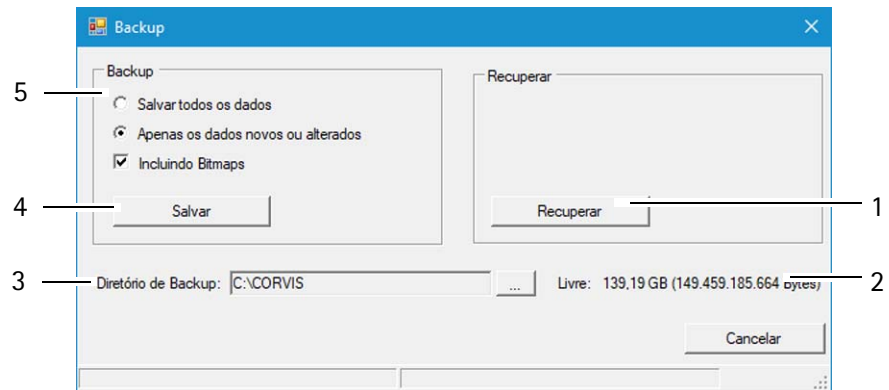 Backup
Backup
5
Salvar todos os dados
Apenas os dados novos ou alterados
Incluindo Bitmaps
4
Salvar
Recuperar
Recuperar
1
3
Diretório de Backup: C:\CORVIS ... Livre: 139,19 GB (149.459.185.664 Bytes)
2
Cancelar